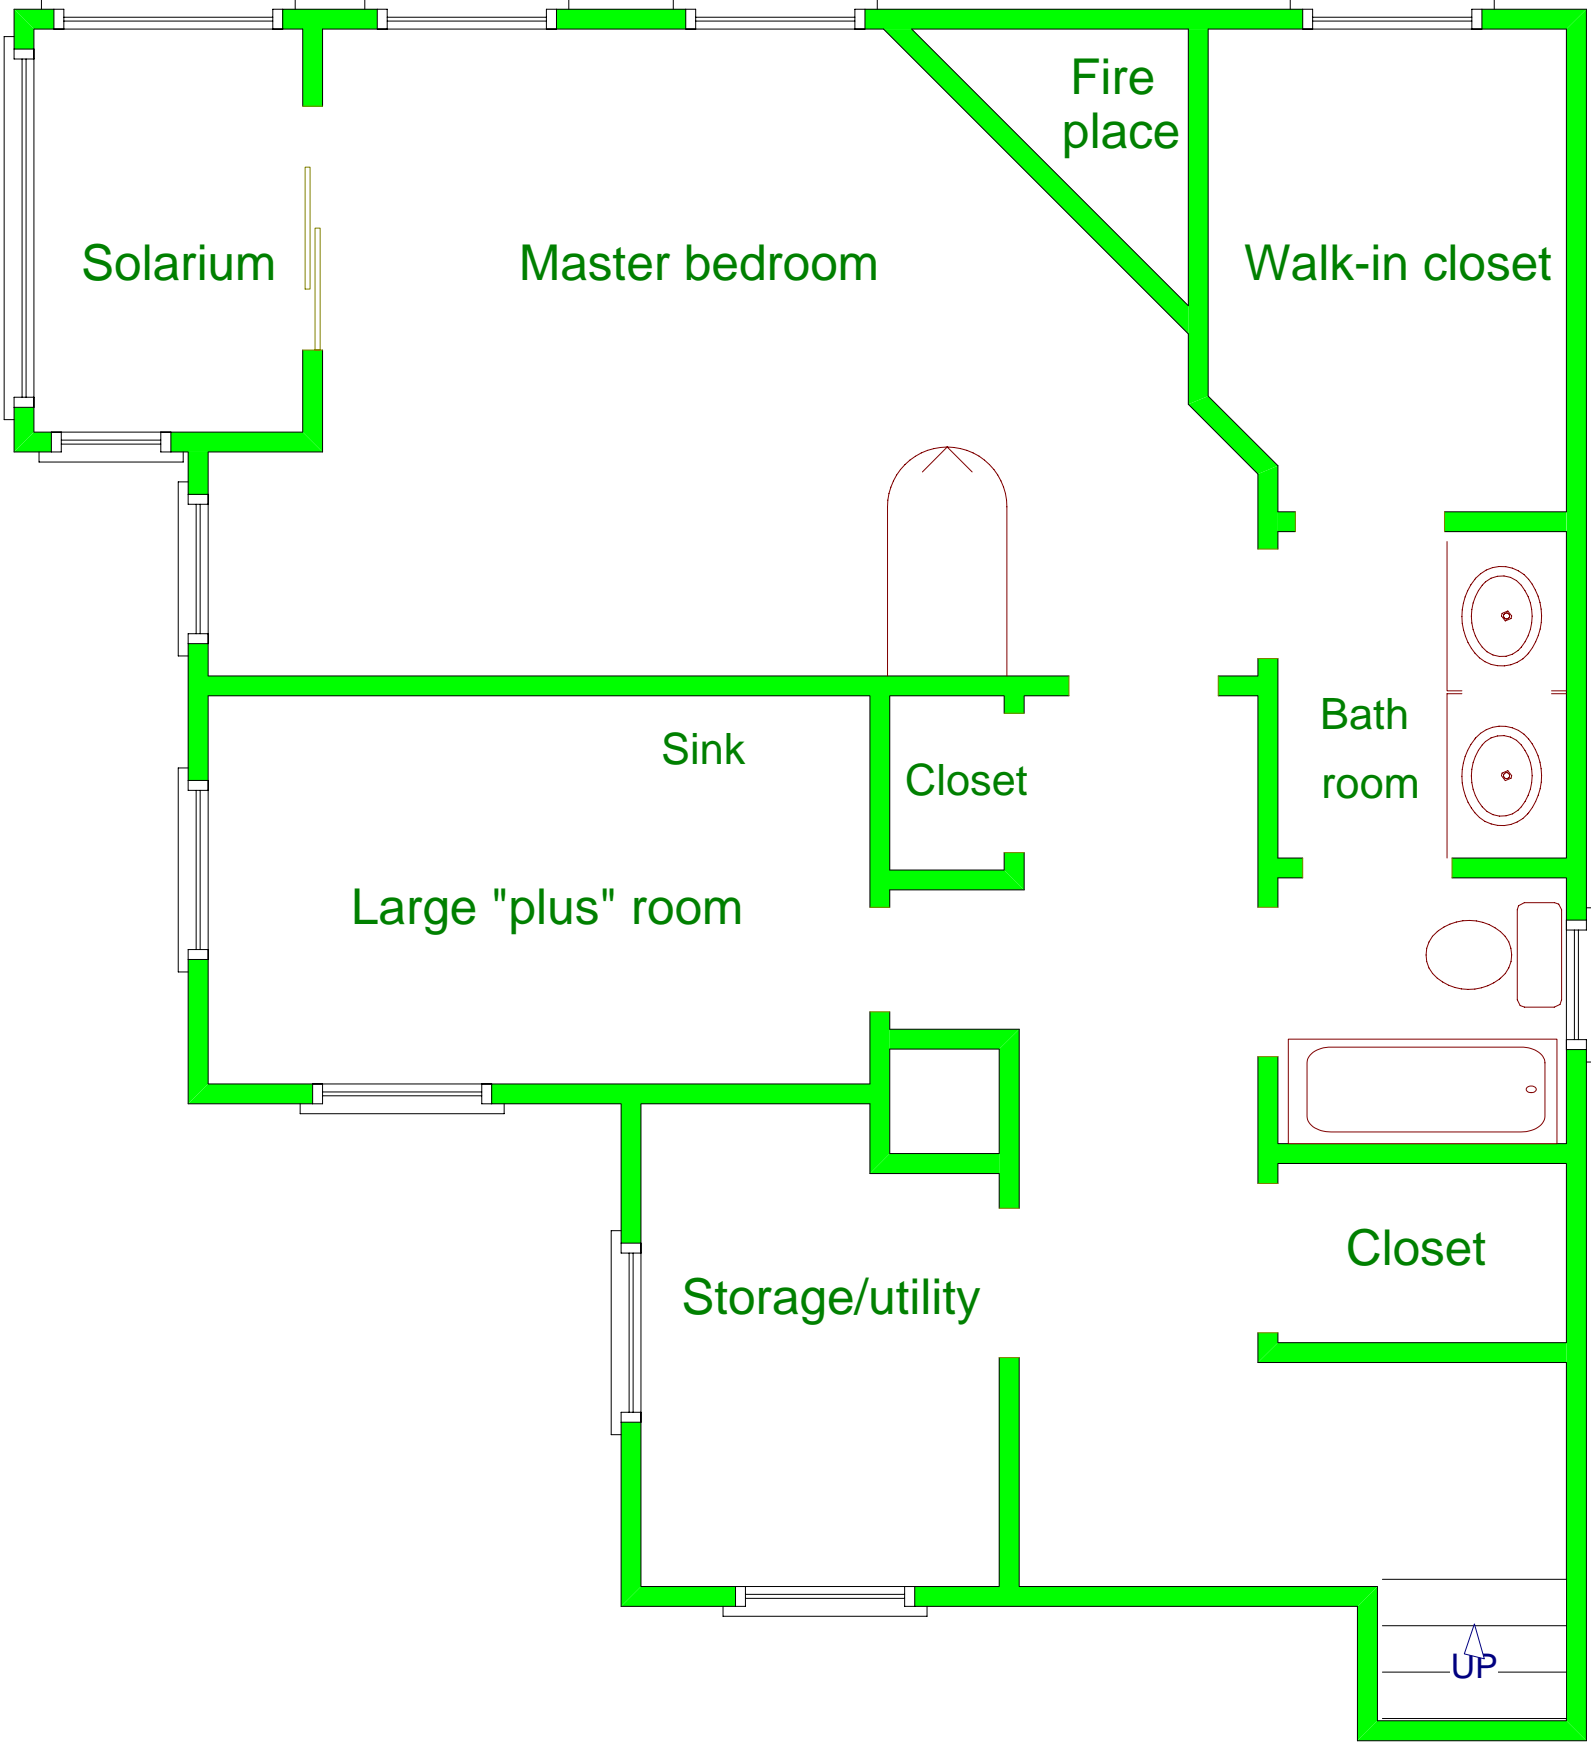 Fire
place
Solarium
Master bedroom
Walk-in closet
Sink
Closet
Bath
room
Large "plus" room
Storage/utility
Closet
UP